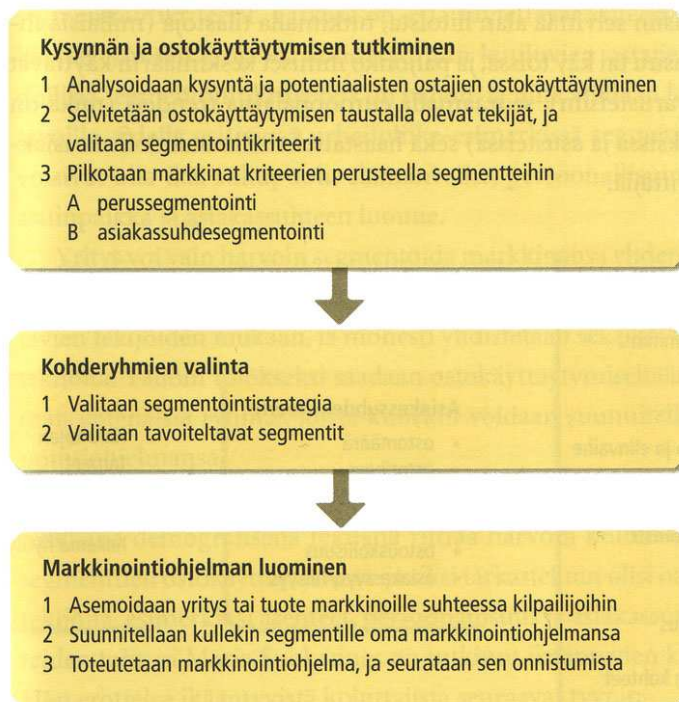 Kysynnän ja ostokäyttäytymisen tutkiminen
1 Analysoidaan kysyntä ja potentiaalisten ostajien ostokäyttäytyminen
2 Selvitetään ostokäyttäytymisen taustalla olevat tekijät, ja
valitaan segmentointikriteerit
3 Pilkotaan markkinat kriteerien perusteella segmentteihin
A perussegmentointi
B asiakassuhdesegmentointi
Kohderyhmien valinta
1 Valitaan segmentointistrategia
2 Valitaan tavoiteltavat segmentit
Markkinointiohjelman luominen
1 Asemoidaan yritys tai tuote markkinoille suhteessa kilpailijoihin
2 Suunnitellaan kullekin segmentille oma markkinointiohjelmansa
3 Toteutetaan markkinointiohjelma, ja seurataan sen onnistumista